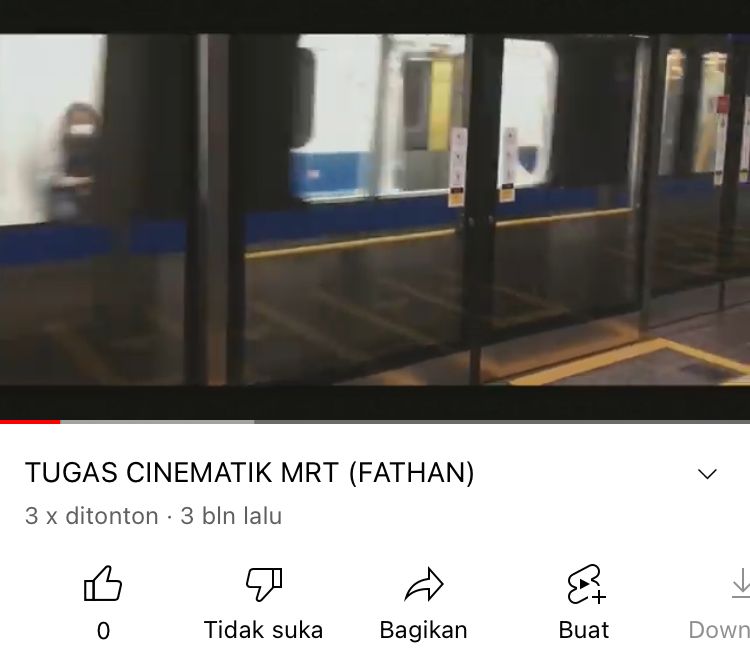 TUGAS CINEMATIK MRT (FATHAN)
3 x ditonton · 3 bln lalu
0 Tidak suka Bagikan Buat Down